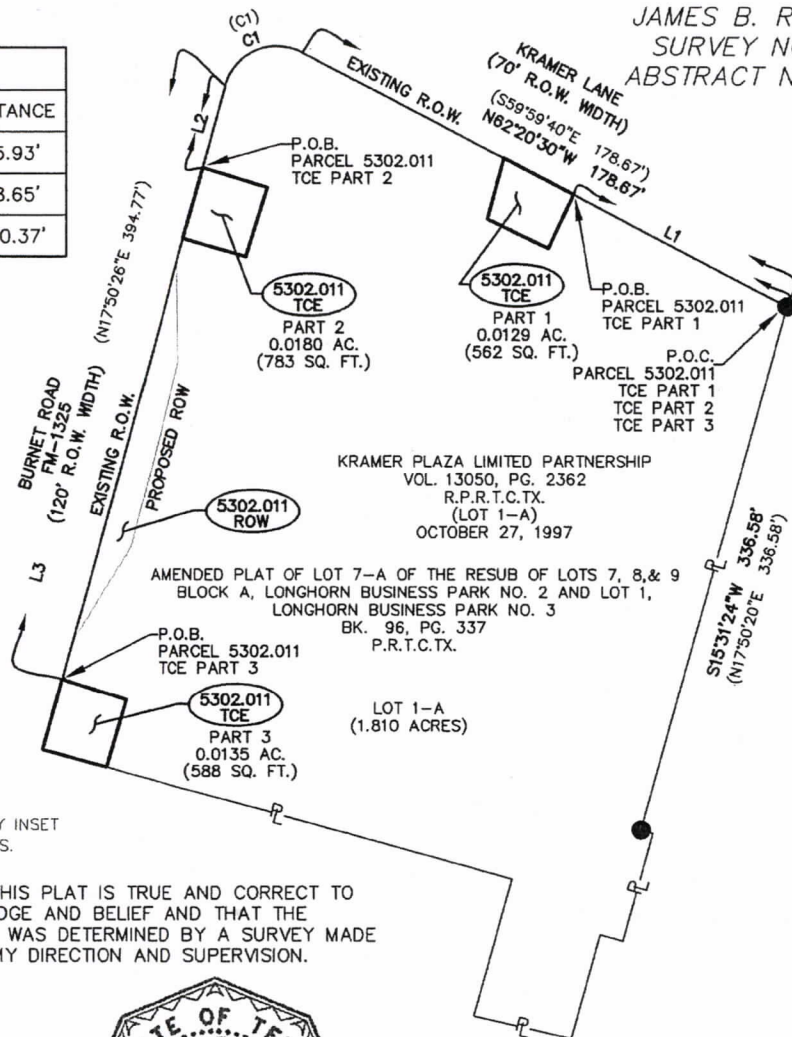 JAMES B. R
SURVEY NO
ABSTRACT N
TANCE
5.93'
3.65'
0.37'
(C1)
C1
L2
EXISTING R.O.W.
KRAMER LANE
(70' R.O.W. WIDTH)
(S59°59'40"E 178.67')
N62°20'30"W 178.67'
L1
P.O.B.
PARCEL 5302.011
TCE PART 2
5302.011
TCE
PART 2
0.0180 AC.
(783 SQ. FT.)
5302.011
TCE
PART 1
0.0129 AC.
(562 SQ. FT.)
P.O.B.
PARCEL 5302.011
TCE PART 1
P.O.C.
PARCEL 5302.011
TCE PART 1
TCE PART 2
TCE PART 3
(N17°50'26"E 394.77')
BURNET ROAD
FM-1325
(120' R.O.W. WIDTH)
EXISTING R.O.W.
PROPOSED ROW
L3
5302.011
ROW
KRAMER PLAZA LIMITED PARTNERSHIP
VOL. 13050, PG. 2362
R.P.R.T.C.TX.
(LOT 1-A)
OCTOBER 27, 1997
AMENDED PLAT OF LOT 7-A OF THE RESUB OF LOTS 7, 8,& 9
BLOCK A, LONGHORN BUSINESS PARK NO. 2 AND LOT 1,
LONGHORN BUSINESS PARK NO. 3
BK. 96, PG. 337
P.R.T.C.TX.
PL
S15°31'24"W 336.58'
(N17°50'20"E 336.58')
P.O.B.
PARCEL 5302.011
TCE PART 3
5302.011
TCE
PART 3
0.0135 AC.
(588 SQ. FT.)
LOT 1-A
(1.810 ACRES)
PL
PL
PL
Y INSET
S.
HIS PLAT IS TRUE AND CORRECT TO
DGE AND BELIEF AND THAT THE
WAS DETERMINED BY A SURVEY MADE
MY DIRECTION AND SUPERVISION.
TE OF TE